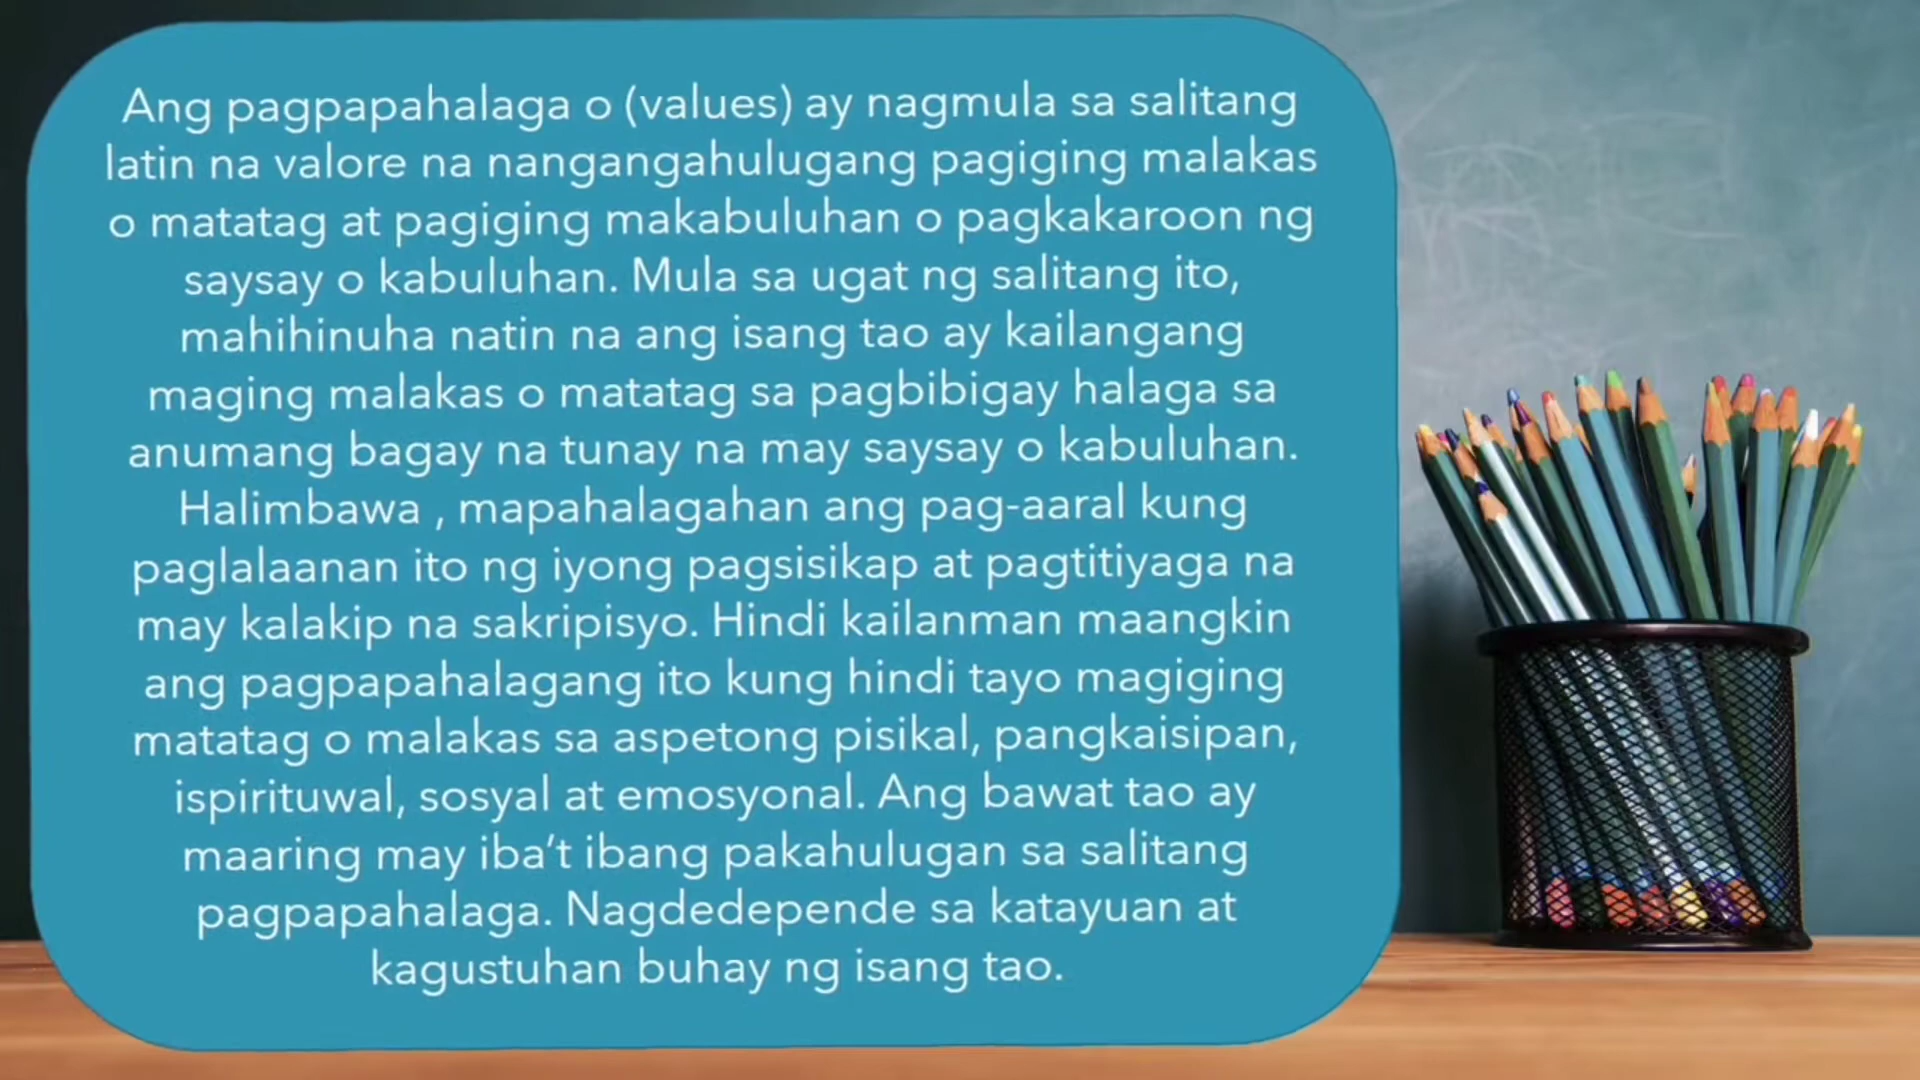 Ang pagpapahalaga o (values) ay nagmula sa salitang
latin na valore na nangangahulugang pagiging malakas
o matatag at pagiging makabuluhan o pagkakaroon ng
saysay o kabuluhan. Mula sa ugat ng salitang ito,
mahihinuha natin na ang isang tao ay kailangang
maging malakas o matatag sa pagbibigay halaga sa
anumang bagay na tunay na may saysay o kabuluhan.
Halimbawa , mapahalagahan ang pag-aaral kung
paglalaanan ito ng iyong pagsisikap at pagtitiyaga na
may kalakip na sakripisyo. Hindi kailanman maangkin
ang pagpapahalagang ito kung hindi tayo magiging
matatag o malakas sa aspetong pisikal, pangkaisipan,
ispirituwal, sosyal at emosyonal. Ang bawat tao ay
maaring may iba’t ibang pakahulugan sa salitang
pagpapahalaga. Nagdedepende sa katayuan at
kagustuhan buhay ng isang tao.